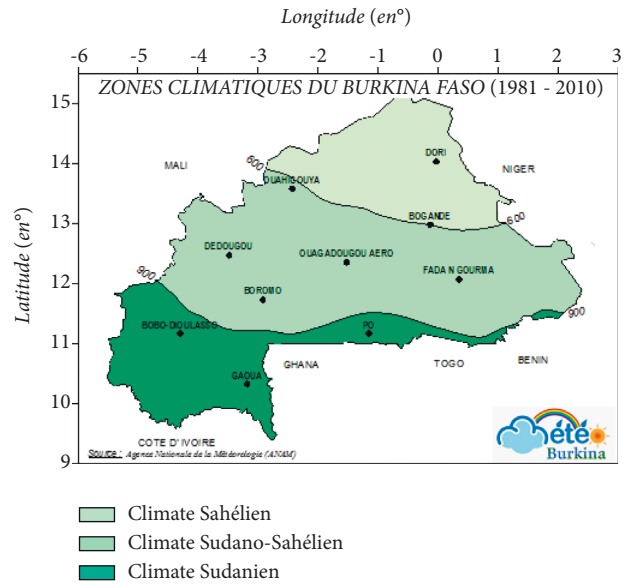 Longitude (en°)
-6 -5 -4 -3 -2 -1 0 1 2 3
Latitude (en°)
15
14
13
12
11
10
9
ZONES CLIMATIQUES DU BURKINA FASO (1981 - 2010)
DORI
MALI
600
NIGER
OUAHIGOUYA
BOGANDE
600
DEDOUGOU
OUAGADOUGOU AERO
900
FADA N GOURMA
BOROMO
900
BOBO-DIOULASSO
PO
GHANA
TOGO
BENIN
GAOUA
COTE D'IVOIRE
Source : Agence Nationale de la Météorologie (ANAM)
Météo
Burkina
Climate Sahélien
Climate Sudano-Sahélien
Climate Sudanien